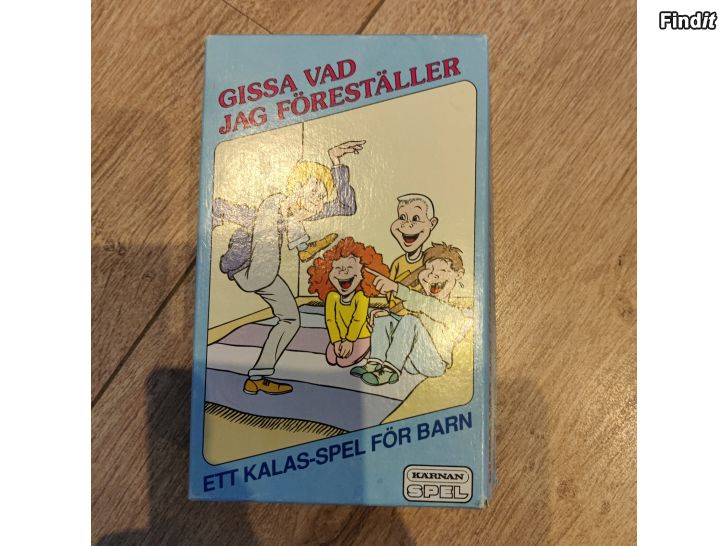 Findit
GISSA VAD
JAG FÖRESTÄLLER
ETT KALAS-SPEL FÖR BARN
KÄRNAN
SPEL